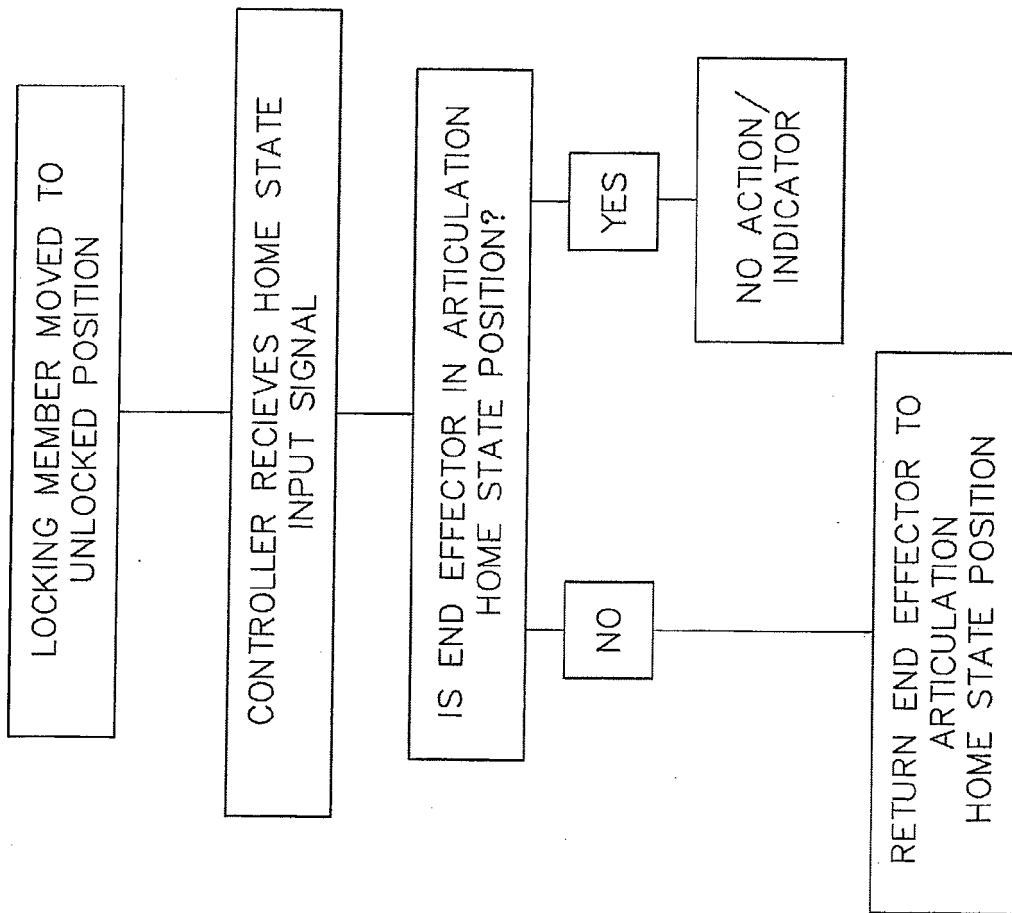 LOCKING MEMBER MOVED TO
UNLOCKED POSITION
CONTROLLER RECIEVES HOME STATE
INPUT SIGNAL
IS END EFFECTOR IN ARTICULATION
HOME STATE POSITION?
NO
YES
RETURN END EFFECTOR TO
ARTICULATION
HOME STATE POSITION
NO ACTION/
INDICATOR